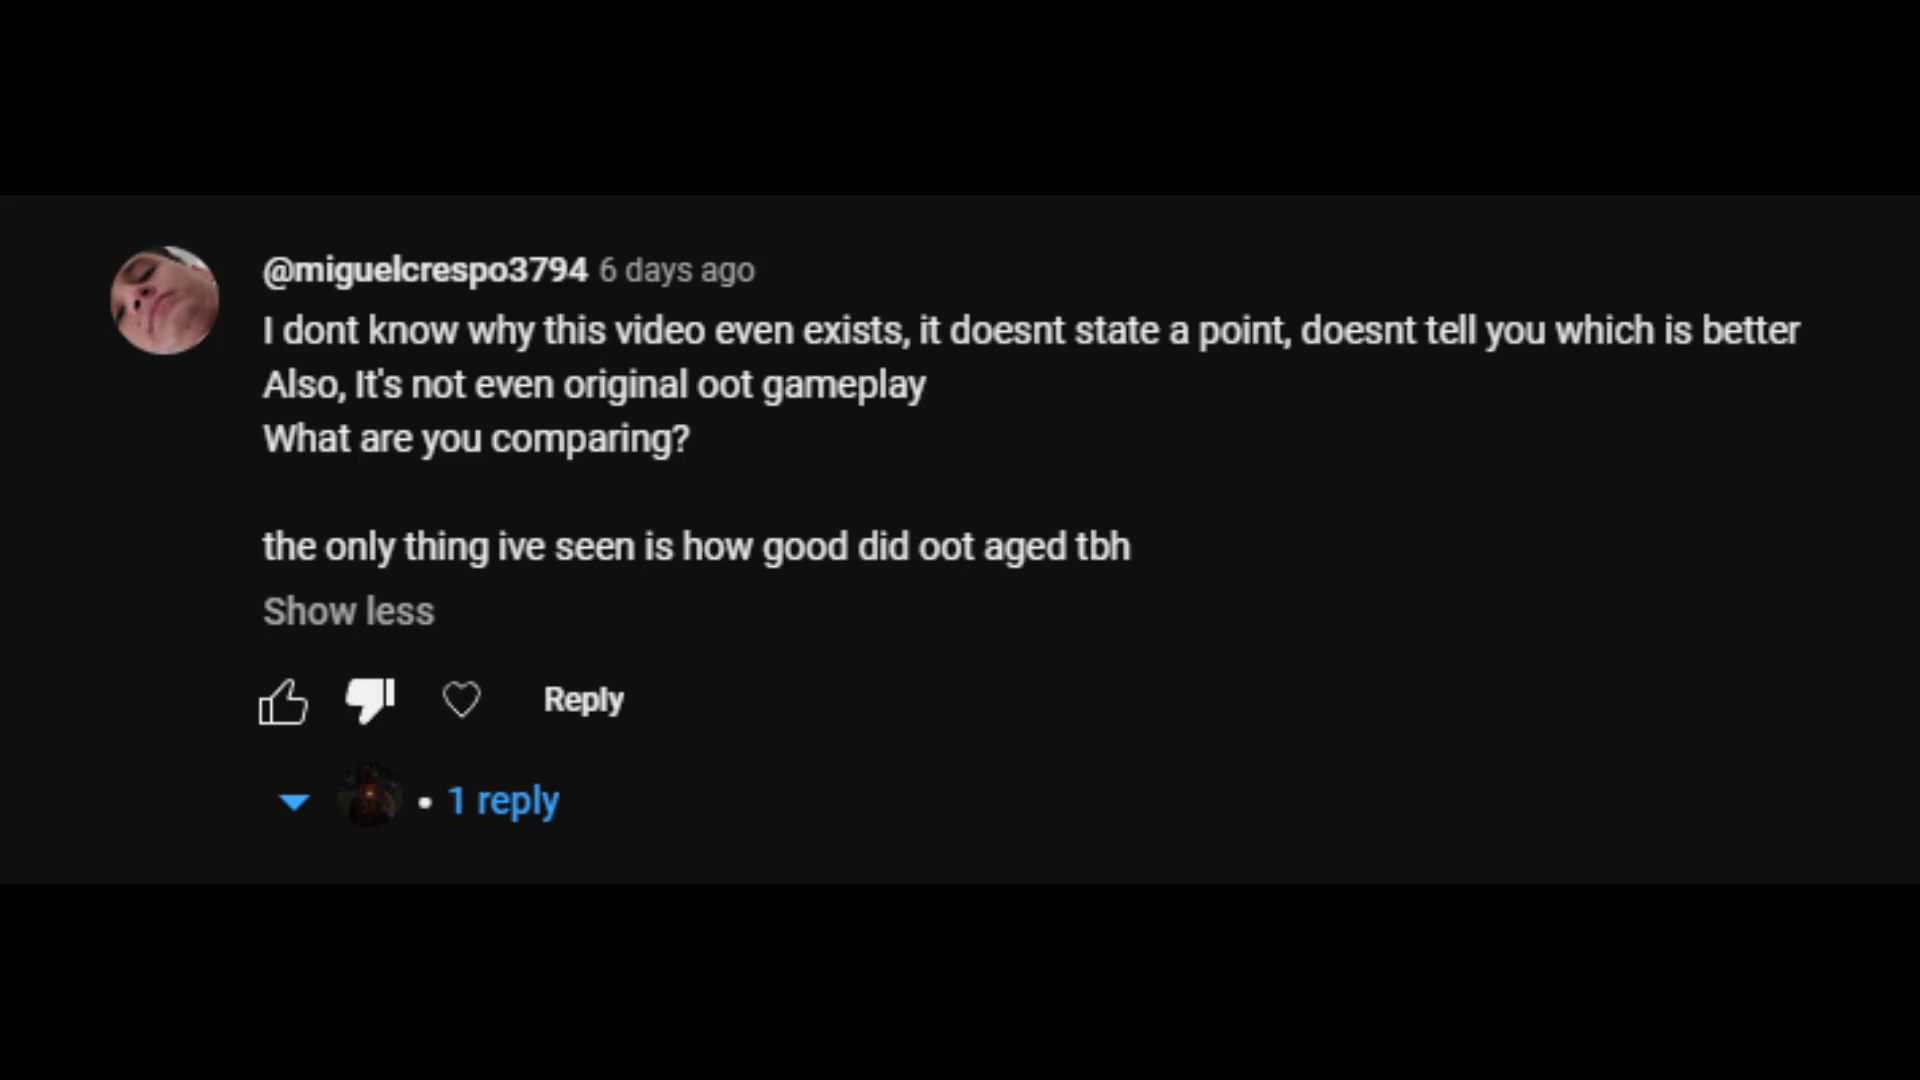 @miguelcrespo3794 6 days ago
I dont know why this video even exists, it doesnt state a point, doesnt tell you which is better
Also, It's not even original oot gameplay
What are you comparing?
the only thing ive seen is how good did oot aged tbh
Show less
Reply
• 1 reply